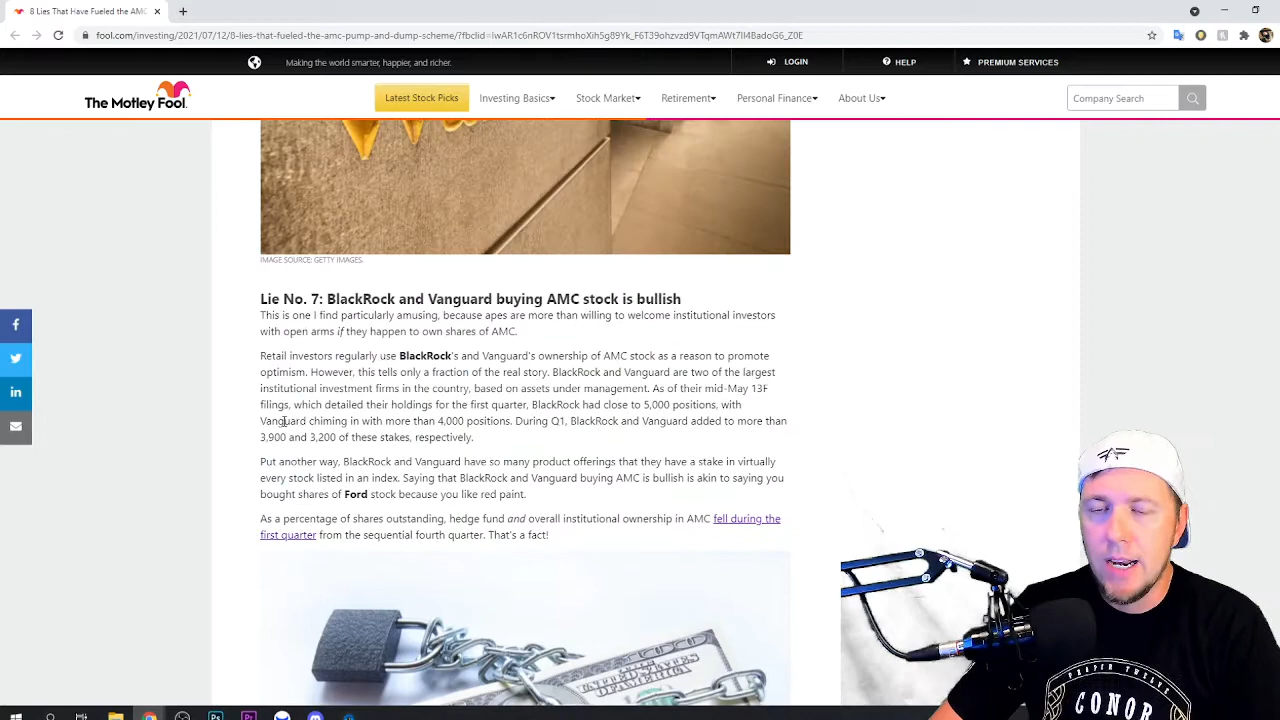 8 Lies That Have Fueled the AMC
fool.com/investing/2021/07/12/8-lies-that-fueled-the-amc-pump-and-dump-scheme/?fbclid=IwAR1c6nROV1tsrmhoXih5g89Yk_F6T39ohzvzd9VTqmAWt7Il4BadoG6_Z0E
Making the world smarter, happier, and richer.
LOGIN
HELP
PREMIUM SERVICES
The Motley Fool.
Latest Stock Picks
Investing Basics
Stock Market
Retirement
Personal Finance
About Us
Company Search
IMAGE SOURCE: GETTY IMAGES.
Lie No. 7: BlackRock and Vanguard buying AMC stock is bullish
This is one I find particularly amusing, because apes are more than willing to welcome institutional investors
with open arms if they happen to own shares of AMC.
Retail investors regularly use BlackRock's and Vanguard's ownership of AMC stock as a reason to promote
optimism. However, this tells only a fraction of the real story. BlackRock and Vanguard are two of the largest
institutional investment firms in the country, based on assets under management. As of their mid-May 13F
filings, which detailed their holdings for the first quarter, BlackRock had close to 5,000 positions, with
Vanguard chiming in with more than 4,000 positions. During Q1, BlackRock and Vanguard added to more than
3,900 and 3,200 of these stakes, respectively.
Put another way, BlackRock and Vanguard have so many product offerings that they have a stake in virtually
every stock listed in an index. Saying that BlackRock and Vanguard buying AMC is bullish is akin to saying you
bought shares of Ford stock because you like red paint.
As a percentage of shares outstanding, hedge fund and overall institutional ownership in AMC fell during the
first quarter from the sequential fourth quarter. That's a fact!
CONOR